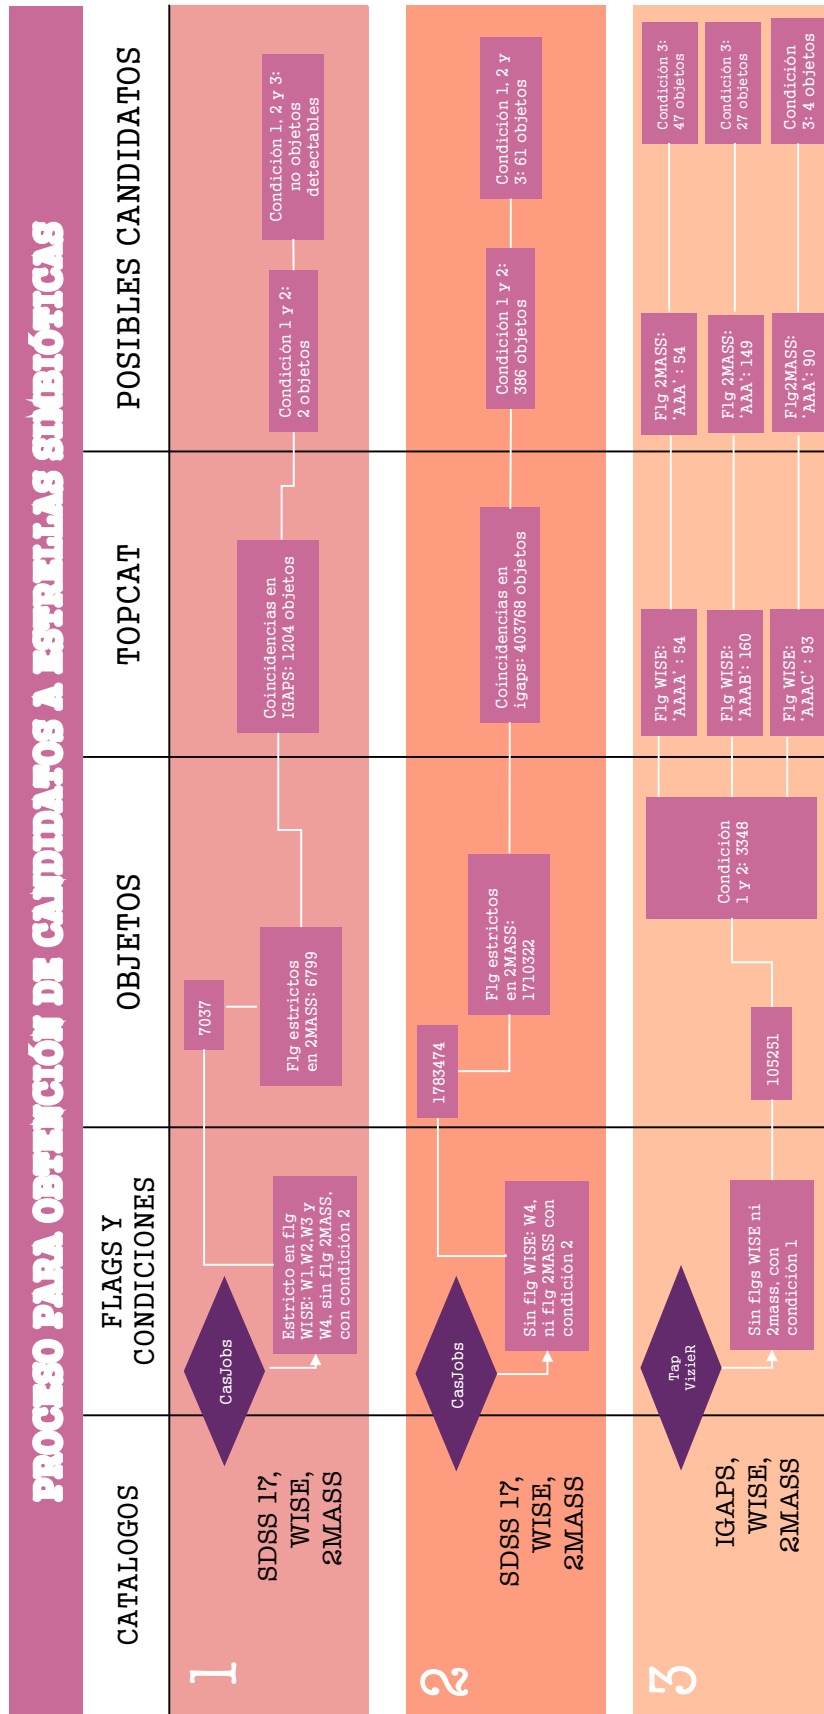 PROCESO PARA OBTENCIÓN DE CANDIDATOS A ESTRELLAS SIMBIÓTICAS
CATALOGOS
FLAGS Y
CONDICIONES
OBJETOS
TOPCAT
POSIBLES CANDIDATOS
1
SDSS 17,
WISE,
2MASS
CasJobs
Estricto en flg
WISE: W1,W2,W3 y
W4, sin flg 2MASS,
con condición 2
7037
Flg estrictos
en 2MASS: 6799
Coincidencias en
IGAPS: 1204 objetos
Condición 1 y 2:
2 objetos
Condición 1, 2 y 3:
no objetos
detectables
2
SDSS 17,
WISE,
2MASS
CasJobs
Sin flg WISE: W4,
ni flg 2MASS con
condición 2
1783474
Flg estrictos
en 2MASS:
1710322
Coincidencias en
igaps: 403768 objetos
Condición 1 y 2:
386 objetos
Condición 1, 2 y
3: 61 objetos
3
IGAPS,
WISE,
2MASS
Tap
VizieR
Sin flgs WISE ni
2mass, con
condición 1
105251
Condición
1 y 2: 3348
Flg WISE:
'AAAA' : 54
Flg 2MASS:
'AAA' : 54
Condición 3:
47 objetos
Flg WISE:
'AAAB' : 160
Flg 2MASS:
'AAA' : 149
Condición 3:
27 objetos
Flg WISE:
'AAAC' : 93
Flg2MASS:
'AAA' : 90
Condición
3: 4 objetos